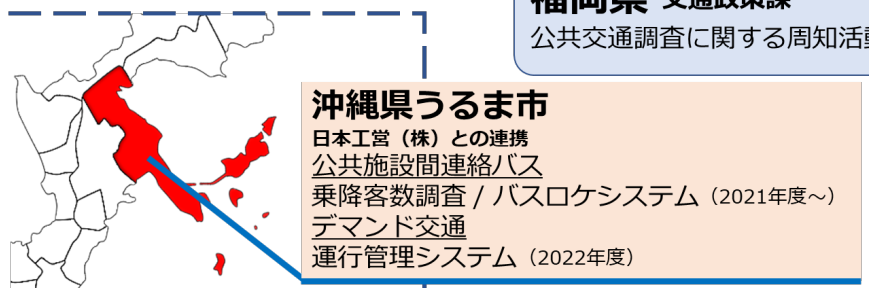 福岡県 交通政策課
公共交通調査に関する周知活動
沖縄県うるま市
日本工営（株）との連携
公共施設間連絡バス
乗降客数調査 / バスロケシステム（2021年度～）
デマンド交通
運行管理システム（2022年度）